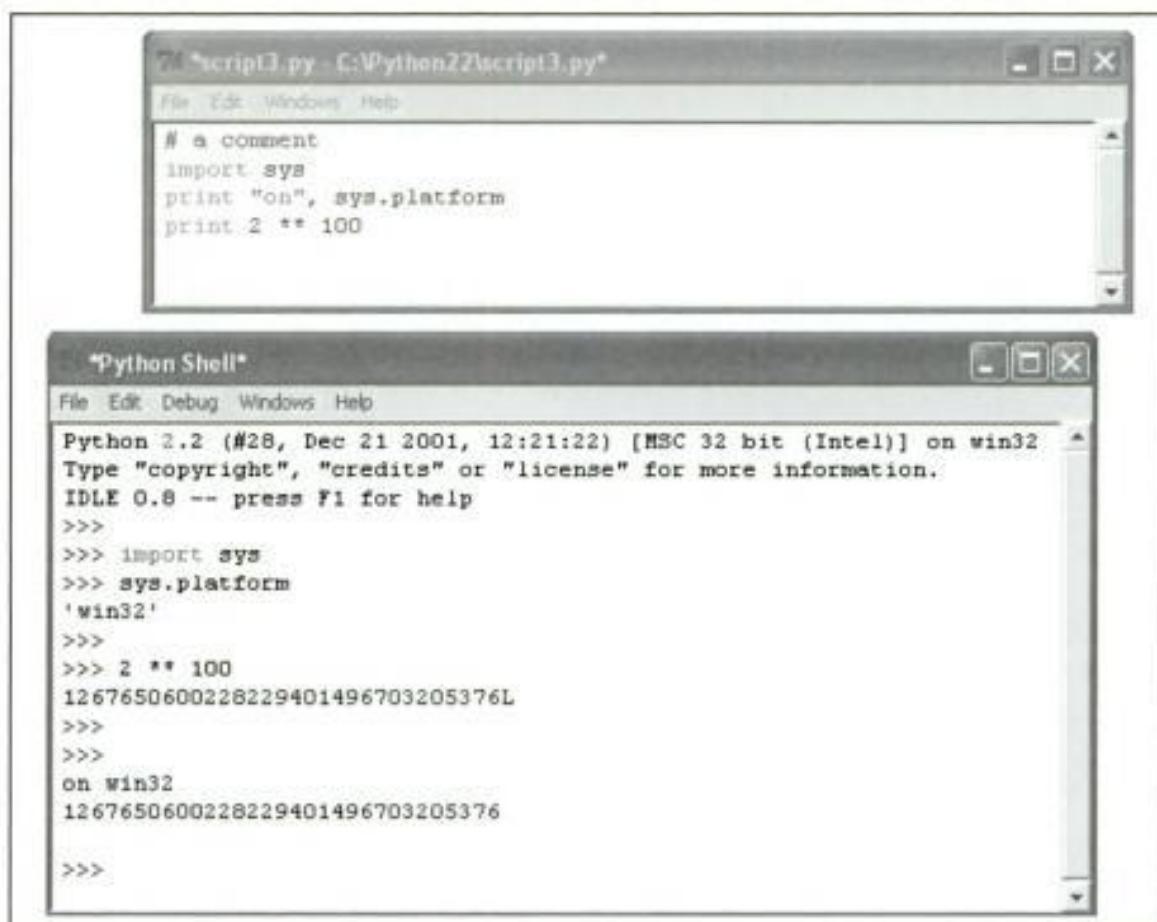 *script3.py - C:\Python22\script3.py*
File Edit Windows Help
# a comment
import sys
print "on", sys.platform
print 2 ** 100
*Python Shell*
File Edit Debug Windows Help
Python 2.2 (#28, Dec 21 2001, 12:21:22) [MSC 32 bit (Intel)] on win32
Type "copyright", "credits" or "license" for more information.
IDLE 0.8 -- press F1 for help
>>>
>>> import sys
>>> sys.platform
'win32'
>>>
>>> 2 ** 100
1267650600228229401496703205376L
>>>
>>>
on win32
1267650600228229401496703205376
>>>